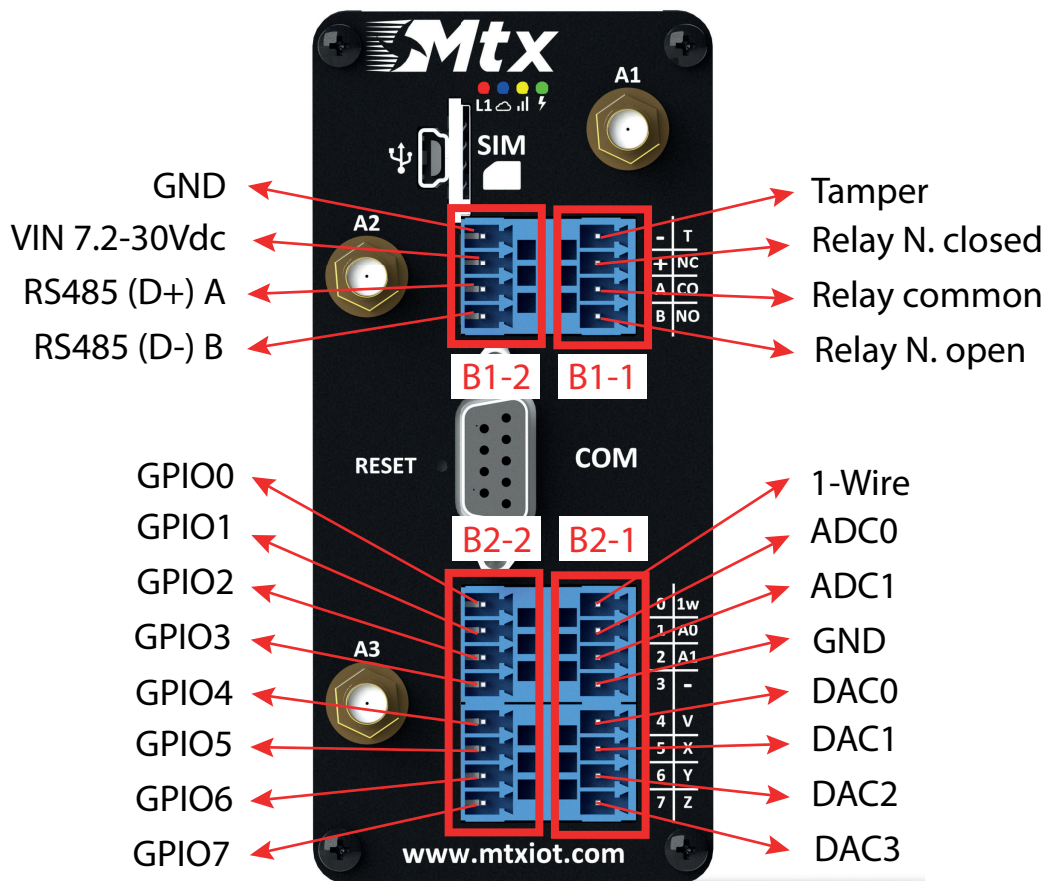 Mtx
A1
L1
SIM
GND
VIN 7.2-30Vdc
RS485 (D+) A
RS485 (D-) B
A2
- T
+ NC
A CO
B NO
Tamper
Relay N. closed
Relay common
Relay N. open
B1-2 B1-1
RESET
COM
B2-2 B2-1
GPIO0
GPIO1
GPIO2
GPIO3
GPIO4
GPIO5
GPIO6
GPIO7
A3
0 1w
1 A0
2 A1
3 -
4 V
5 X
6 Y
7 Z
1-Wire
ADC0
ADC1
GND
DAC0
DAC1
DAC2
DAC3
www.mtxiot.com